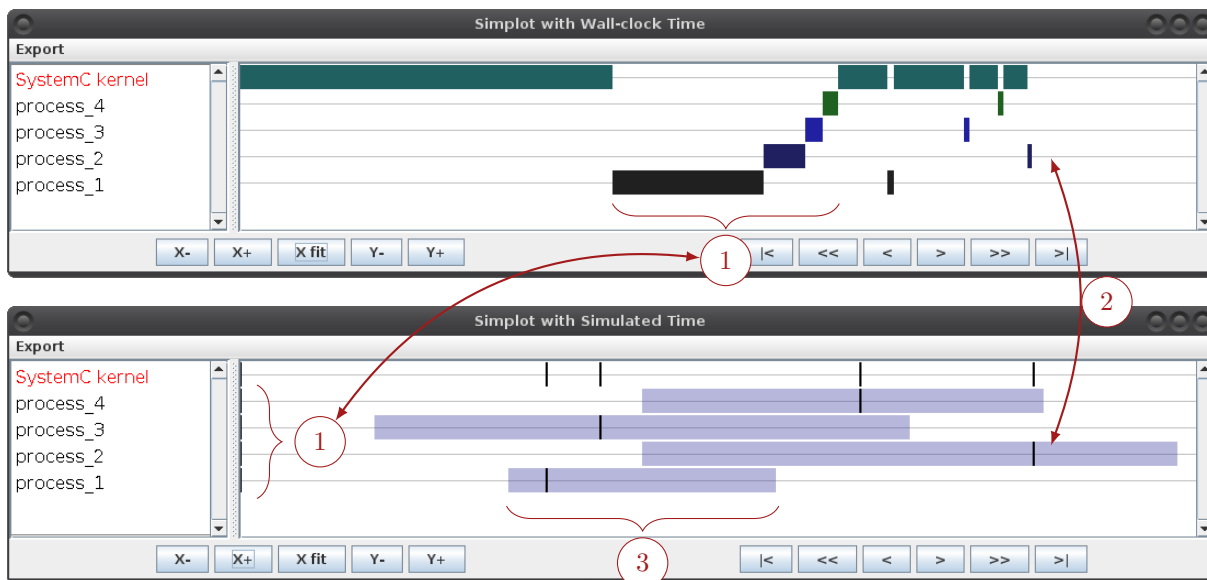 Simplot with Wall-clock Time
Export
SystemC kernel
process_4
process_3
process_2
process_1
X- X+ X fit Y- Y+ 1 |< << < > >> >|
2
Simplot with Simulated Time
Export
SystemC kernel
process_4
process_3
1
process_2
process_1
X- X+ X fit Y- Y+ 3 |< << < > >> >|